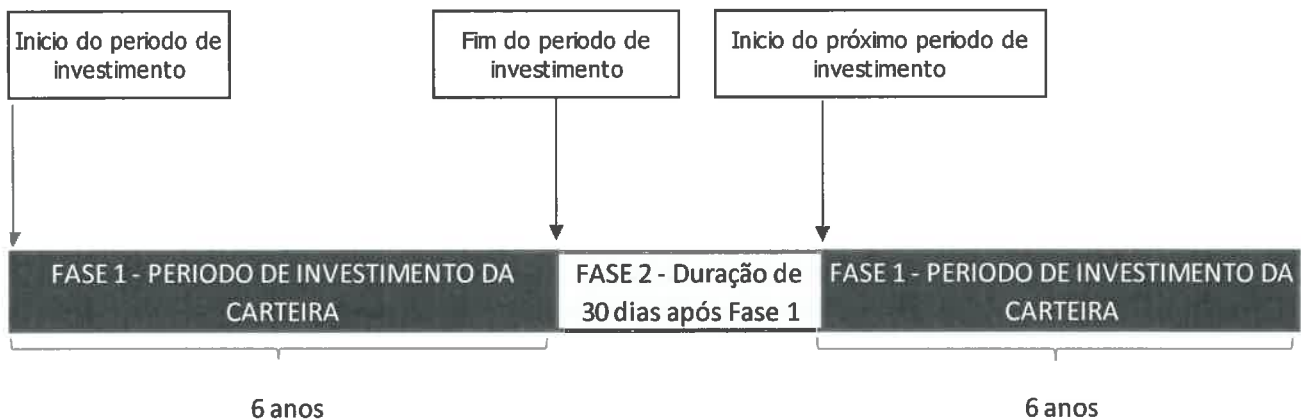 Inicio do periodo de
investimento
Fim do periodo de
investimento
Inicio do próximo periodo de
investimento
FASE 1 - PERIODO DE INVESTIMENTO DA
CARTEIRA
FASE 2 - Duração de
30 dias após Fase 1
FASE 1 - PERIODO DE INVESTIMENTO DA
CARTEIRA
6 anos
6 anos